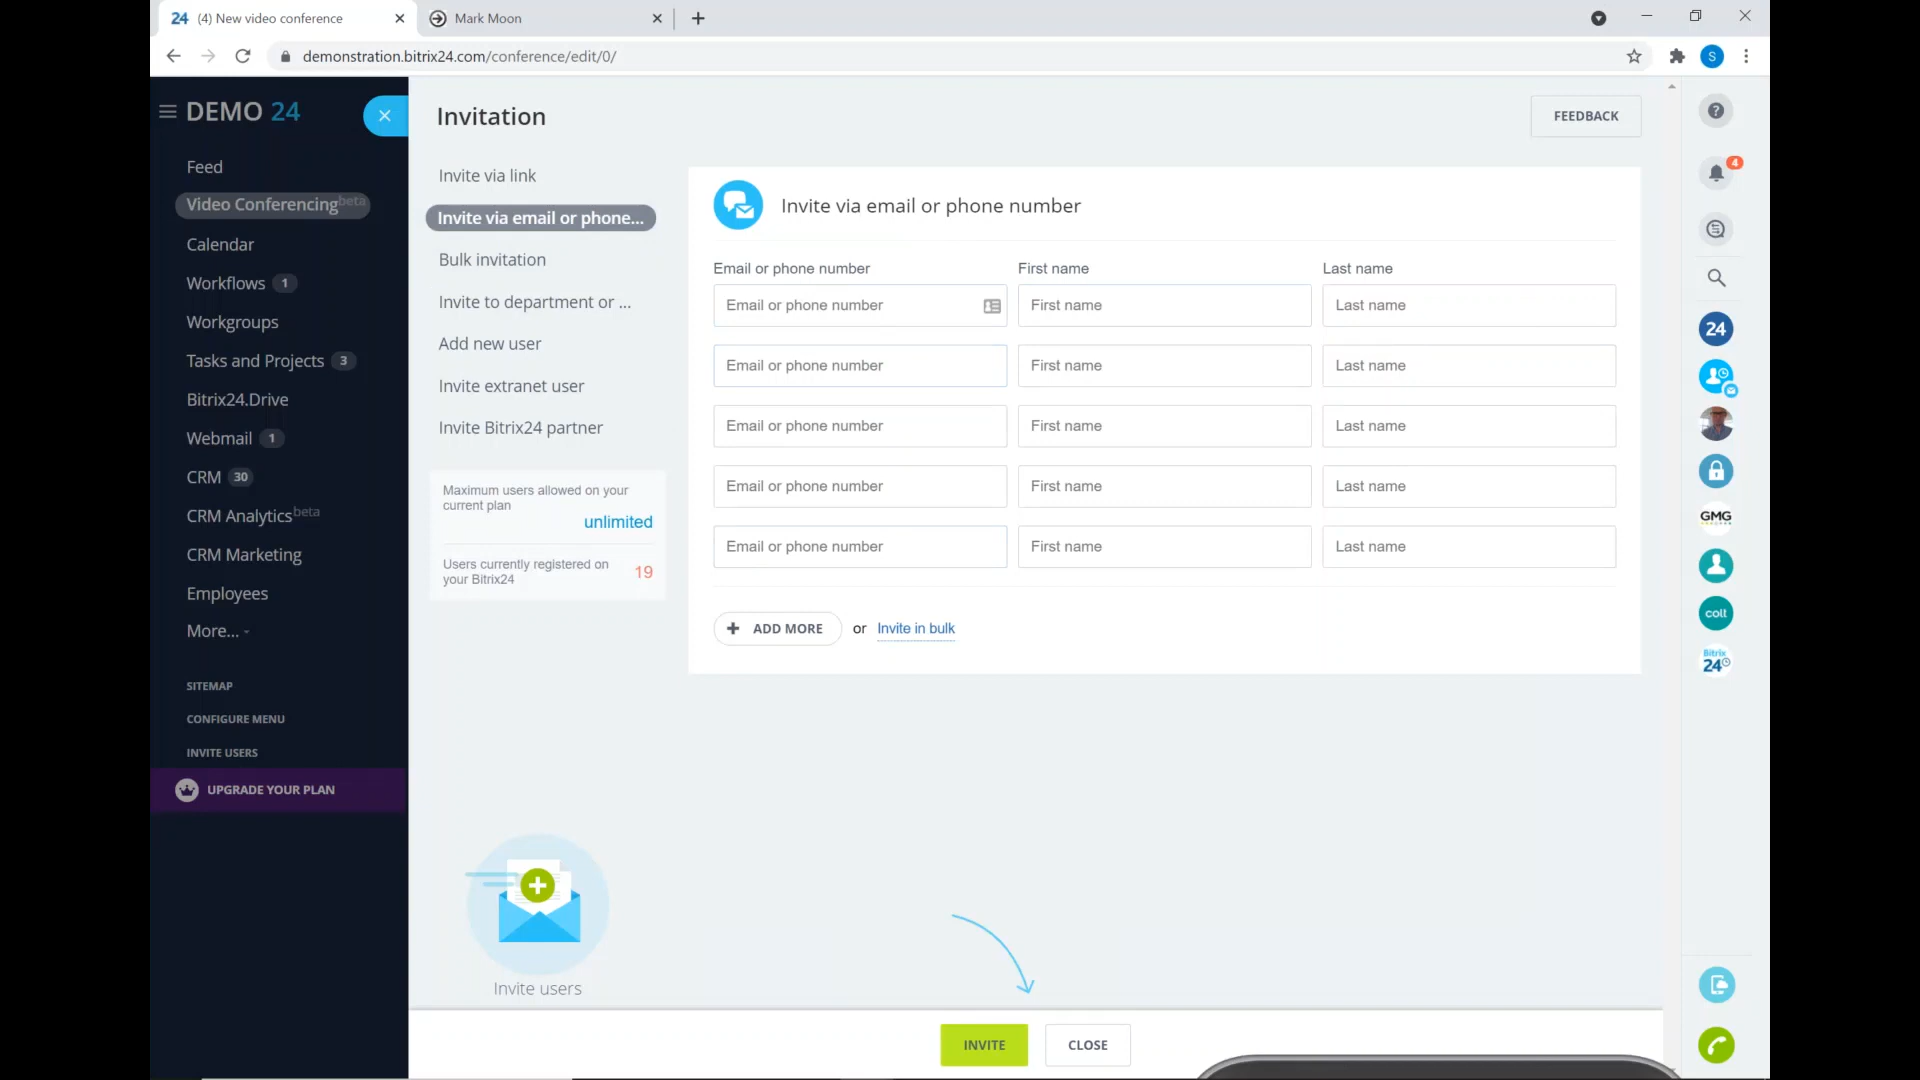 24 (4) New video conference
Mark Moon
demonstration.bitrix24.com/conference/edit/0/
S
DEMO 24
Feed
Video Conferencing beta
Calendar
Workflows 1
Workgroups
Tasks and Projects 3
Bitrix24.Drive
Webmail 1
CRM 30
CRM Analytics beta
CRM Marketing
Employees
More...
SITEMAP
CONFIGURE MENU
INVITE USERS
UPGRADE YOUR PLAN
Invitation
FEEDBACK
Invite via link
Invite via email or phone...
Bulk invitation
Invite to department or ...
Add new user
Invite extranet user
Invite Bitrix24 partner
Maximum users allowed on your
current plan
unlimited
Users currently registered on
your Bitrix24
19
Invite users
Invite via email or phone number
Email or phone number First name Last name
Email or phone number First name Last name
Email or phone number First name Last name
Email or phone number First name Last name
Email or phone number First name Last name
Email or phone number First name Last name
+ ADD MORE or Invite in bulk
INVITE CLOSE
?
4
24
GMG
colt
Bitrix
24